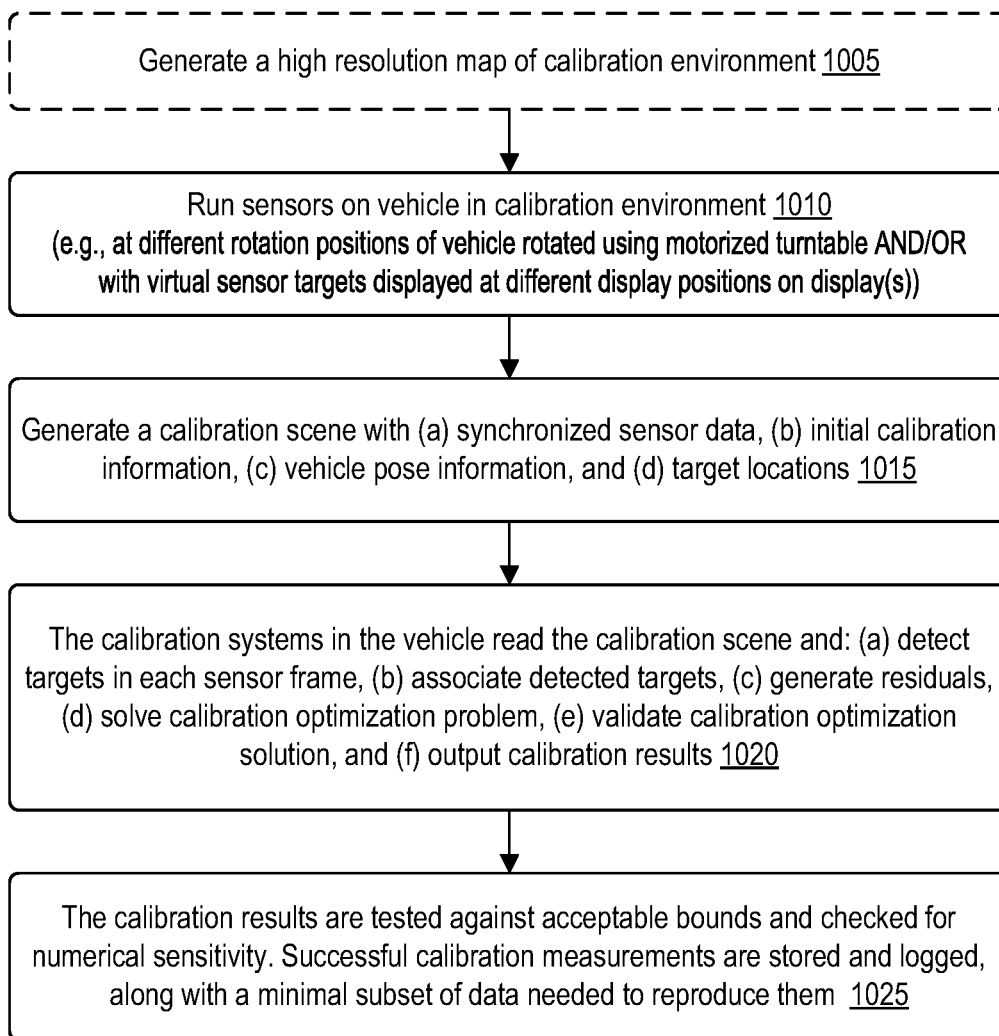 Generate a high resolution map of calibration environment 1005
Run sensors on vehicle in calibration environment 1010
(e.g., at different rotation positions of vehicle rotated using motorized turntable AND/OR
with virtual sensor targets displayed at different display positions on display(s))
Generate a calibration scene with (a) synchronized sensor data, (b) initial calibration
information, (c) vehicle pose information, and (d) target locations 1015
The calibration systems in the vehicle read the calibration scene and: (a) detect
targets in each sensor frame, (b) associate detected targets, (c) generate residuals,
(d) solve calibration optimization problem, (e) validate calibration optimization
solution, and (f) output calibration results 1020
The calibration results are tested against acceptable bounds and checked for
numerical sensitivity. Successful calibration measurements are stored and logged,
along with a minimal subset of data needed to reproduce them 1025